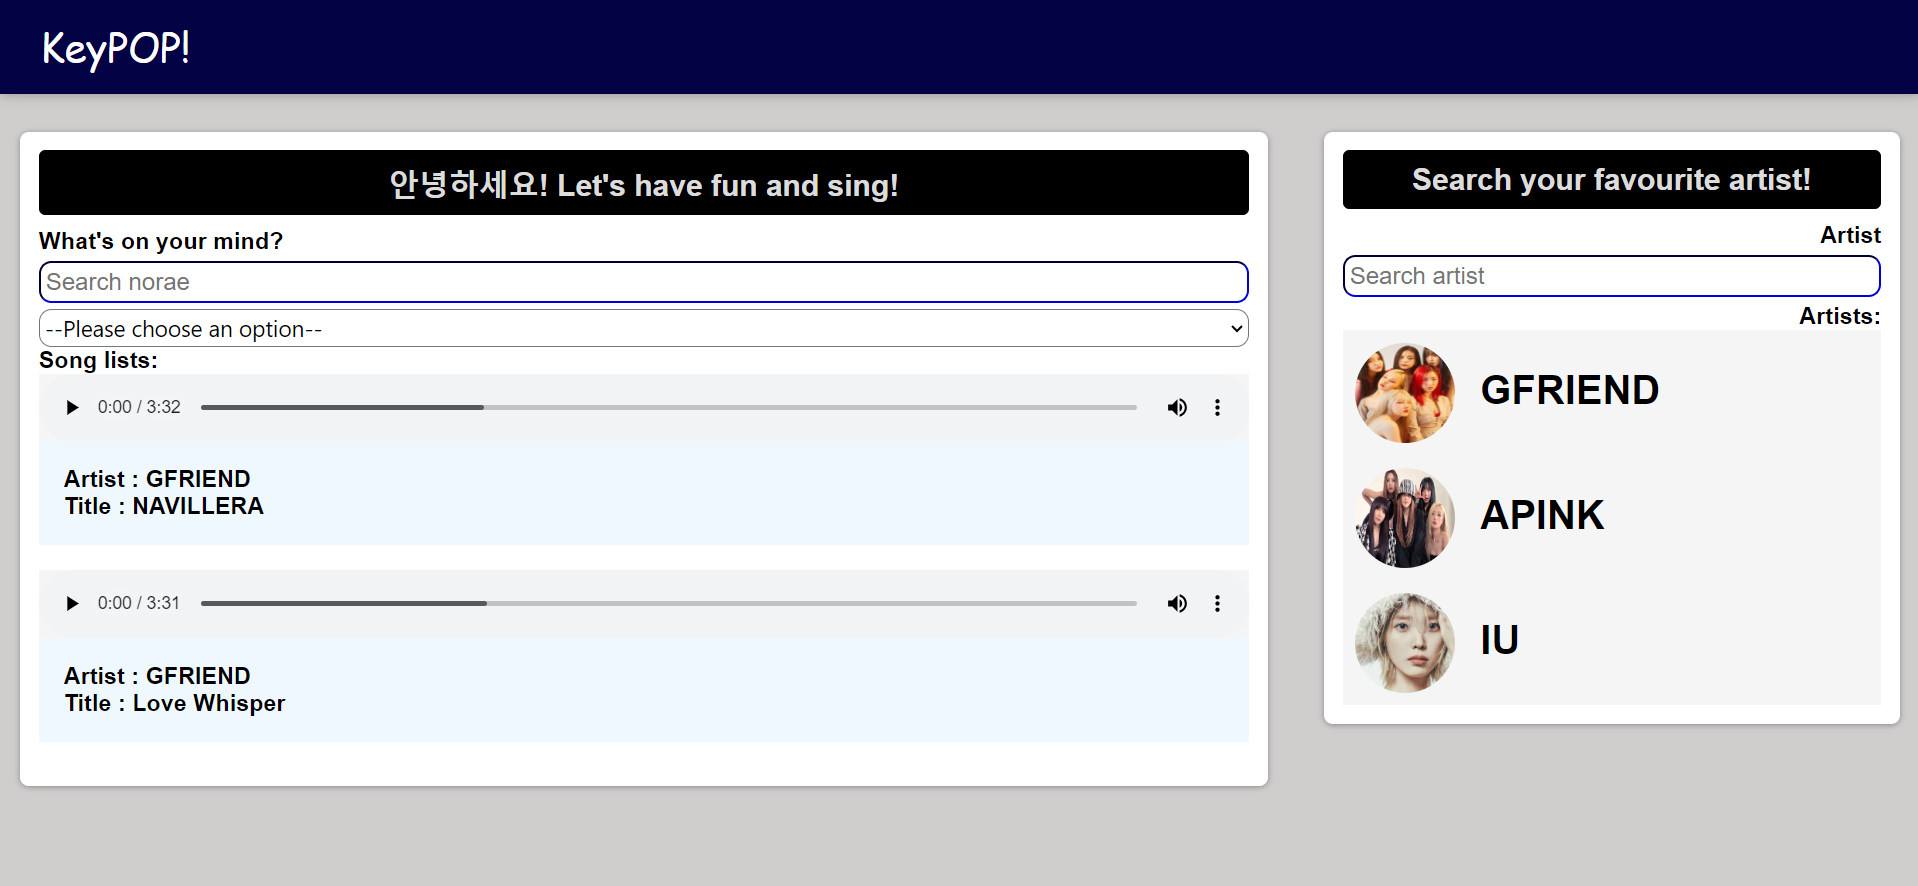 KeyPOP!
안녕하세요! Let's have fun and sing!
What's on your mind?
Search norae
--Please choose an option--
Song lists:
0:00 / 3:32
Artist : GFRIEND
Title : NAVILLERA
0:00 / 3:31
Artist : GFRIEND
Title : Love Whisper
Search your favourite artist!
Artist
Search artist
Artists:
GFRIEND
APINK
IU